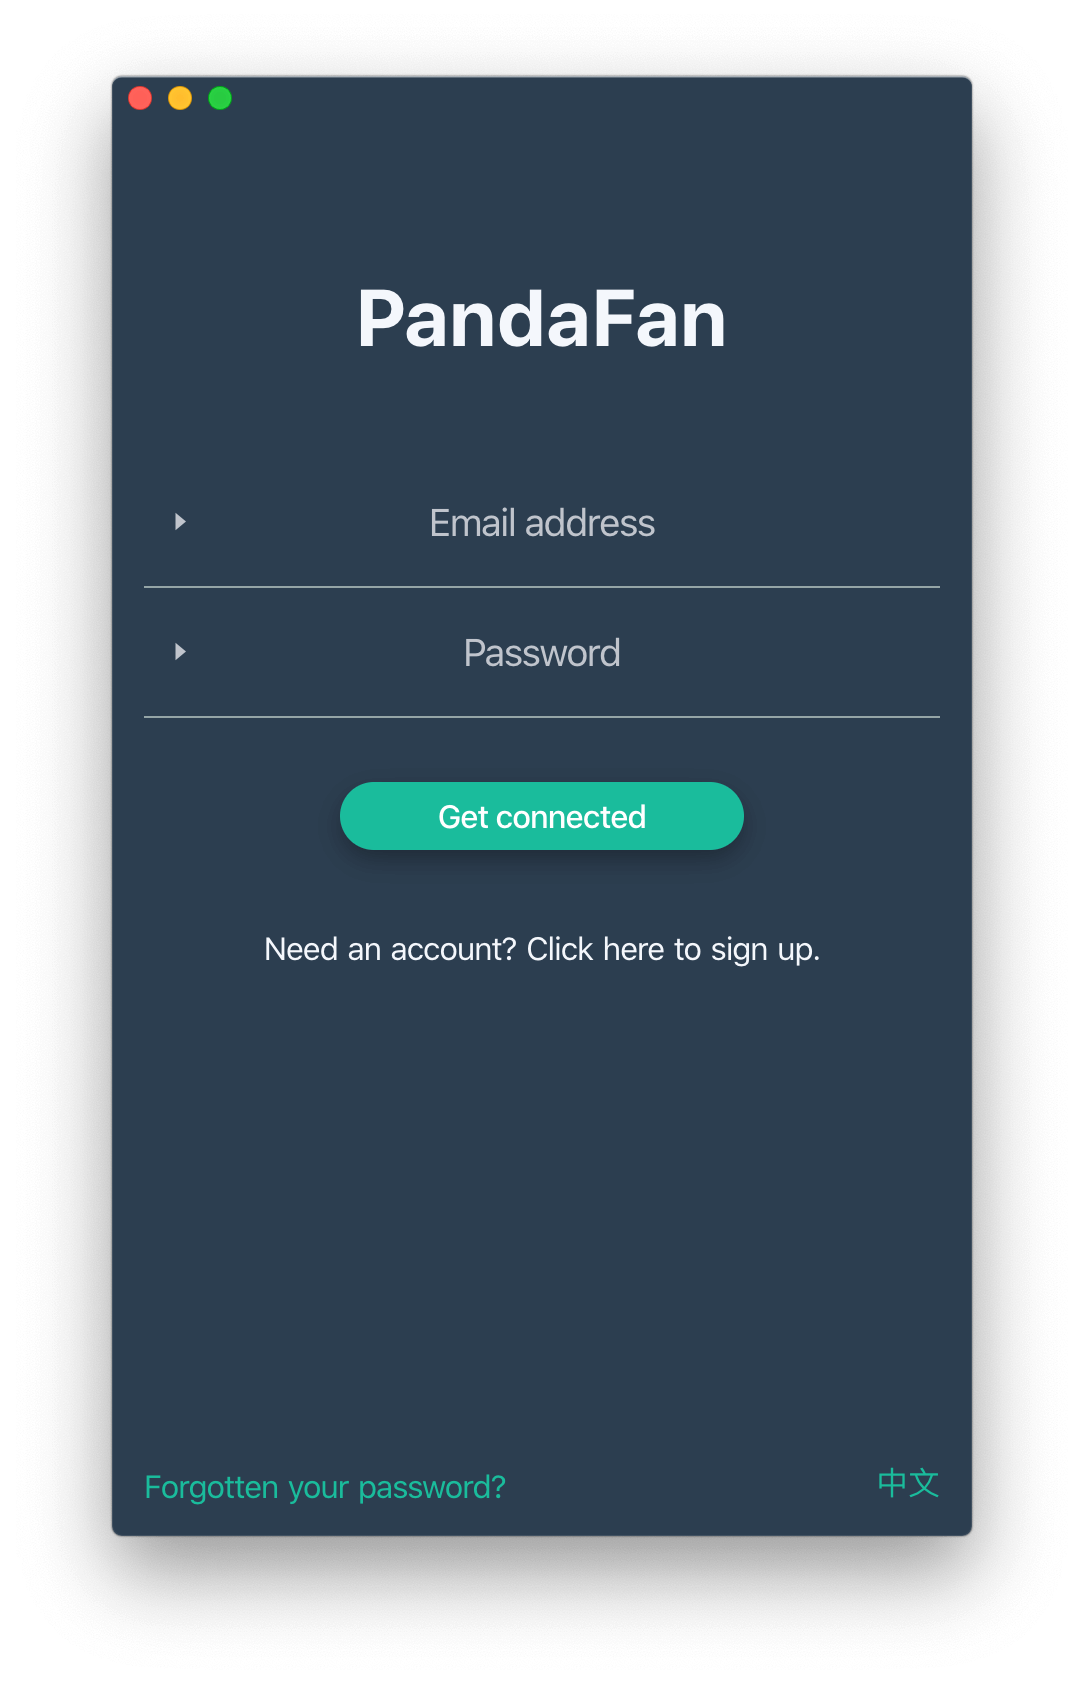 PandaFan
Email address
Password
Get connected
Need an account? Click here to sign up.
Forgotten your password?
中文